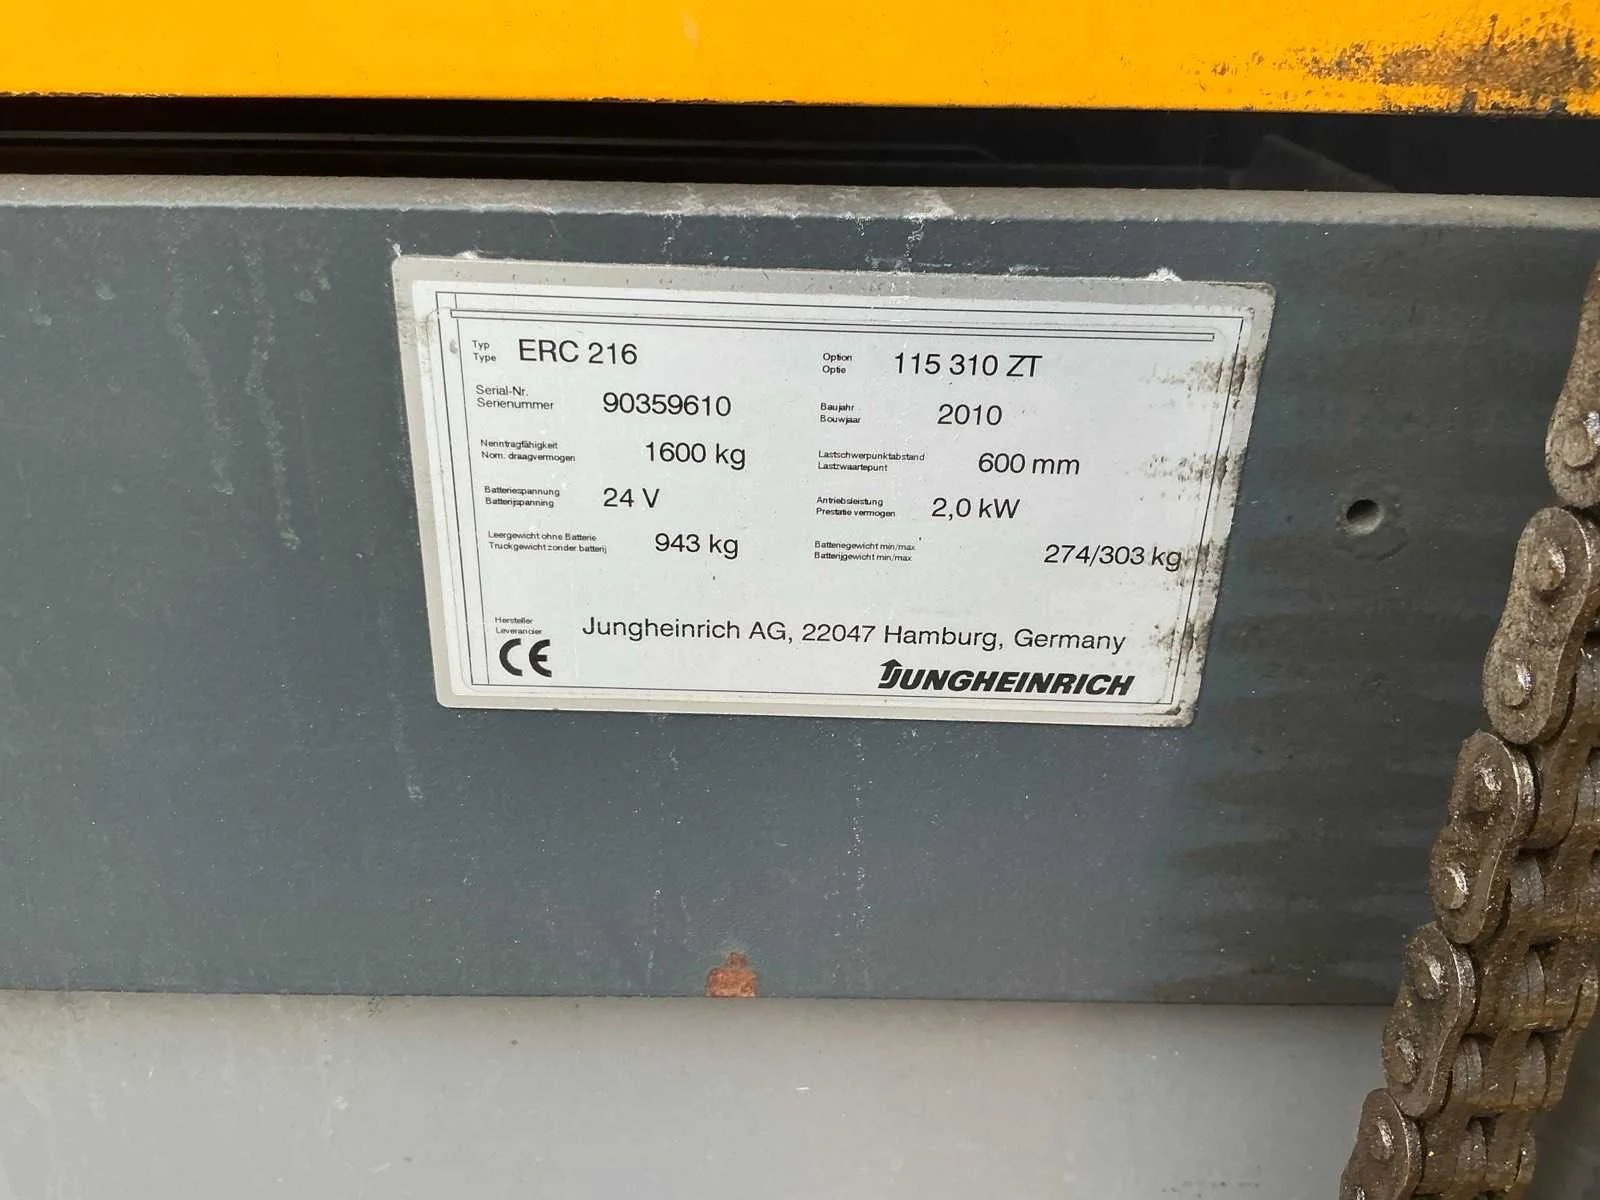 Typ
Type
ERC 216
Option
Optie
115 310 ZT
Serial-Nr.
Serienummer
90359610
Baujahr
Bouwjaar
2010
Nenntragfähigkeit
Nom. draagvermogen
1600 kg
Lastschwerpunktabstand
Lastzwaartepunt
600 mm
Batteriespannung
Batterijspanning
24 V
Antriebsleistung
Prestatie vermogen
2,0 kW
Leergewicht ohne Batterie
Truckgewicht zonder batterij
943 kg
Batteriegewicht min/max
Batterijgewicht min/max
274/303 kg
Hersteller
Leverancier
Jungheinrich AG, 22047 Hamburg, Germany
CE
JUNGHEINRICH